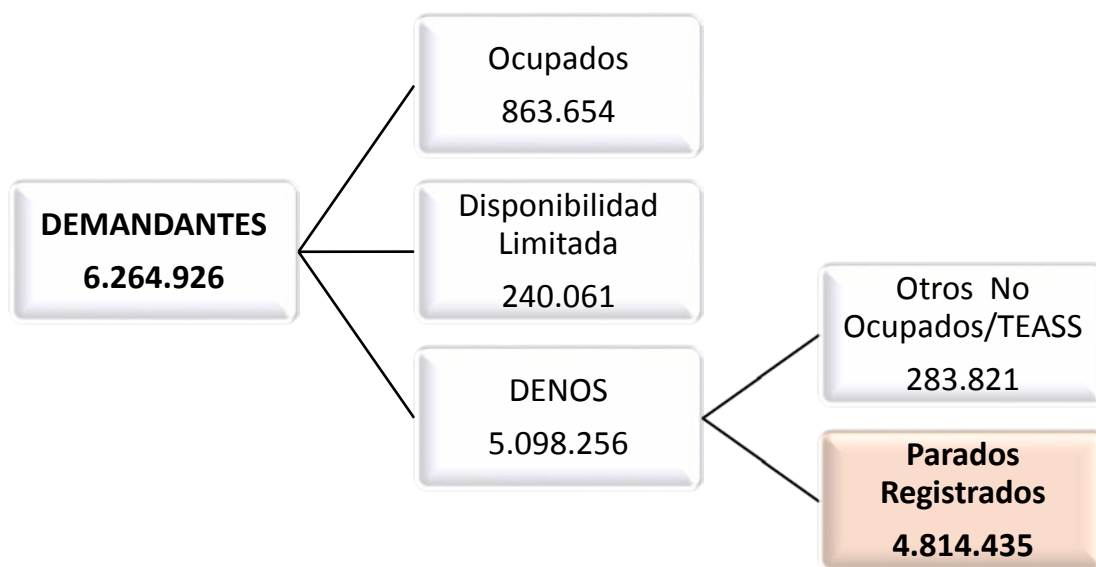 Ocupados
863.654
DEMANDANTES
6.264.926
Disponibilidad
Limitada
240.061
DENOS
5.098.256
Otros No
Ocupados/TEASS
283.821
Parados
Registrados
4.814.435